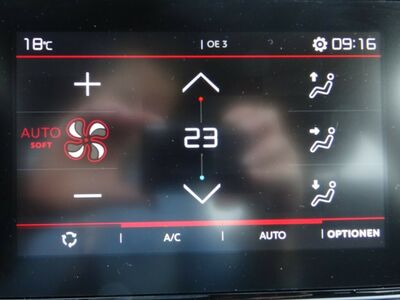 18°C | OE 3 09:16
AUTO
SOFT
23
A/C | AUTO | OPTIONEN